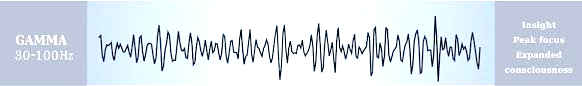 GAMMA
30-100Hz
Insight
Peak focus
Expanded
consciousness